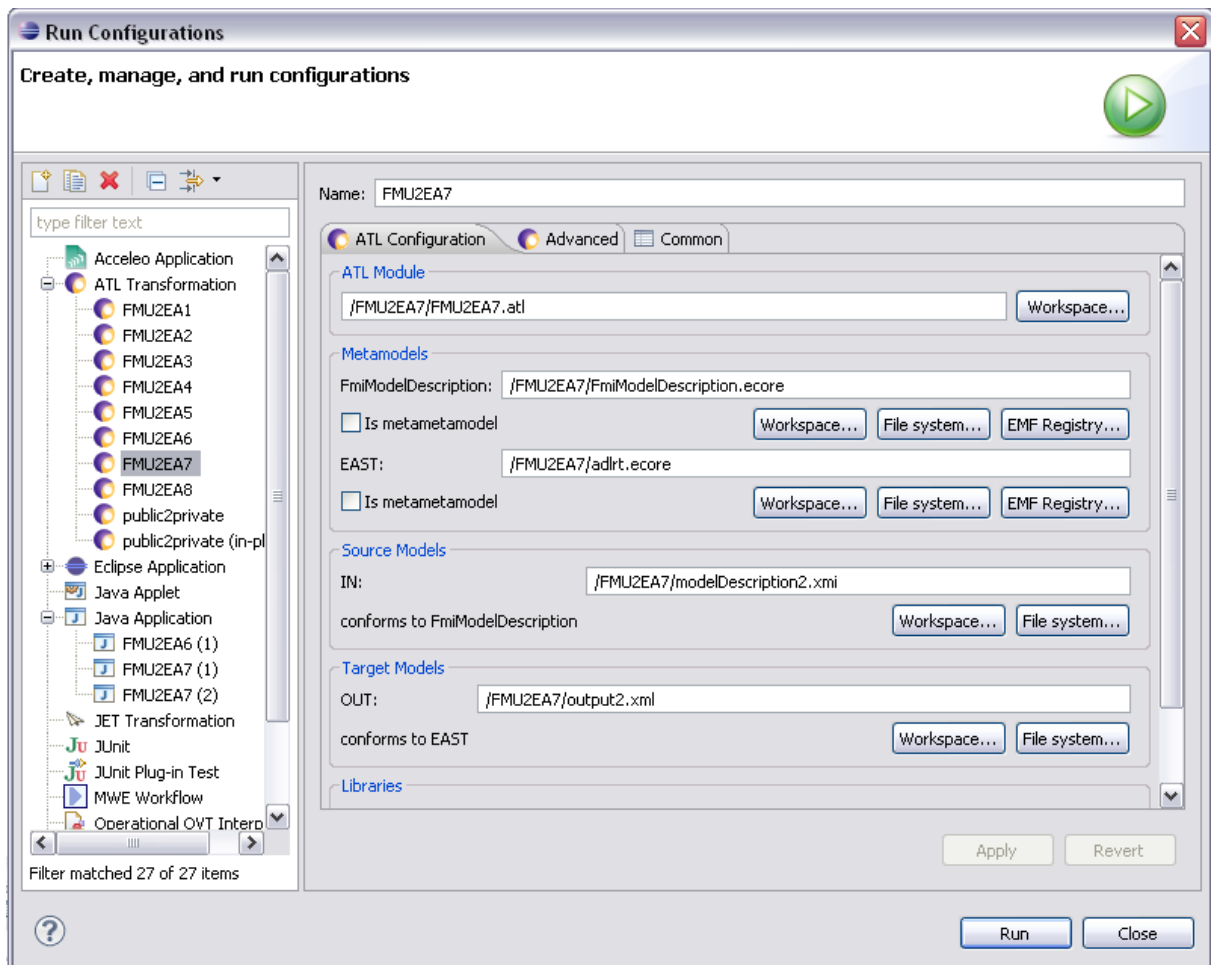 Run Configurations
Create, manage, and run configurations
type filter text
Acceleo Application
ATL Transformation
FMU2EA1
FMU2EA2
FMU2EA3
FMU2EA4
FMU2EA5
FMU2EA6
FMU2EA7
FMU2EA8
public2private
public2private (in-pl
Eclipse Application
Java Applet
Java Application
FMU2EA6 (1)
FMU2EA7 (1)
FMU2EA7 (2)
JET Transformation
JUnit
JUnit Plug-in Test
MWE Workflow
Operational QVT Interp
Filter matched 27 of 27 items
Name: FMU2EA7
ATL Configuration Advanced Common
ATL Module
/FMU2EA7/FMU2EA7.atl Workspace...
Metamodels
FmiModelDescription: /FMU2EA7/FmiModelDescription.ecore
Is metametamodel Workspace... File system... EMF Registry...
EAST: /FMU2EA7/adlrt.ecore
Is metametamodel Workspace... File system... EMF Registry...
Source Models
IN: /FMU2EA7/modelDescription2.xmi
conforms to FmiModelDescription Workspace... File system...
Target Models
OUT: /FMU2EA7/output2.xml
conforms to EAST Workspace... File system...
Libraries
Apply Revert
Run Close